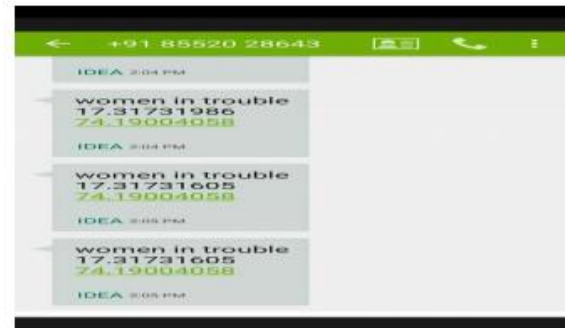 +91 85520 28643
IDEA 2:04 PM
women in trouble
17.31731986
74.19004058
IDEA 2:04 PM
women in trouble
17.31731605
74.19004058
IDEA 2:05 PM
women in trouble
17.31731605
74.19004058
IDEA 2:05 PM